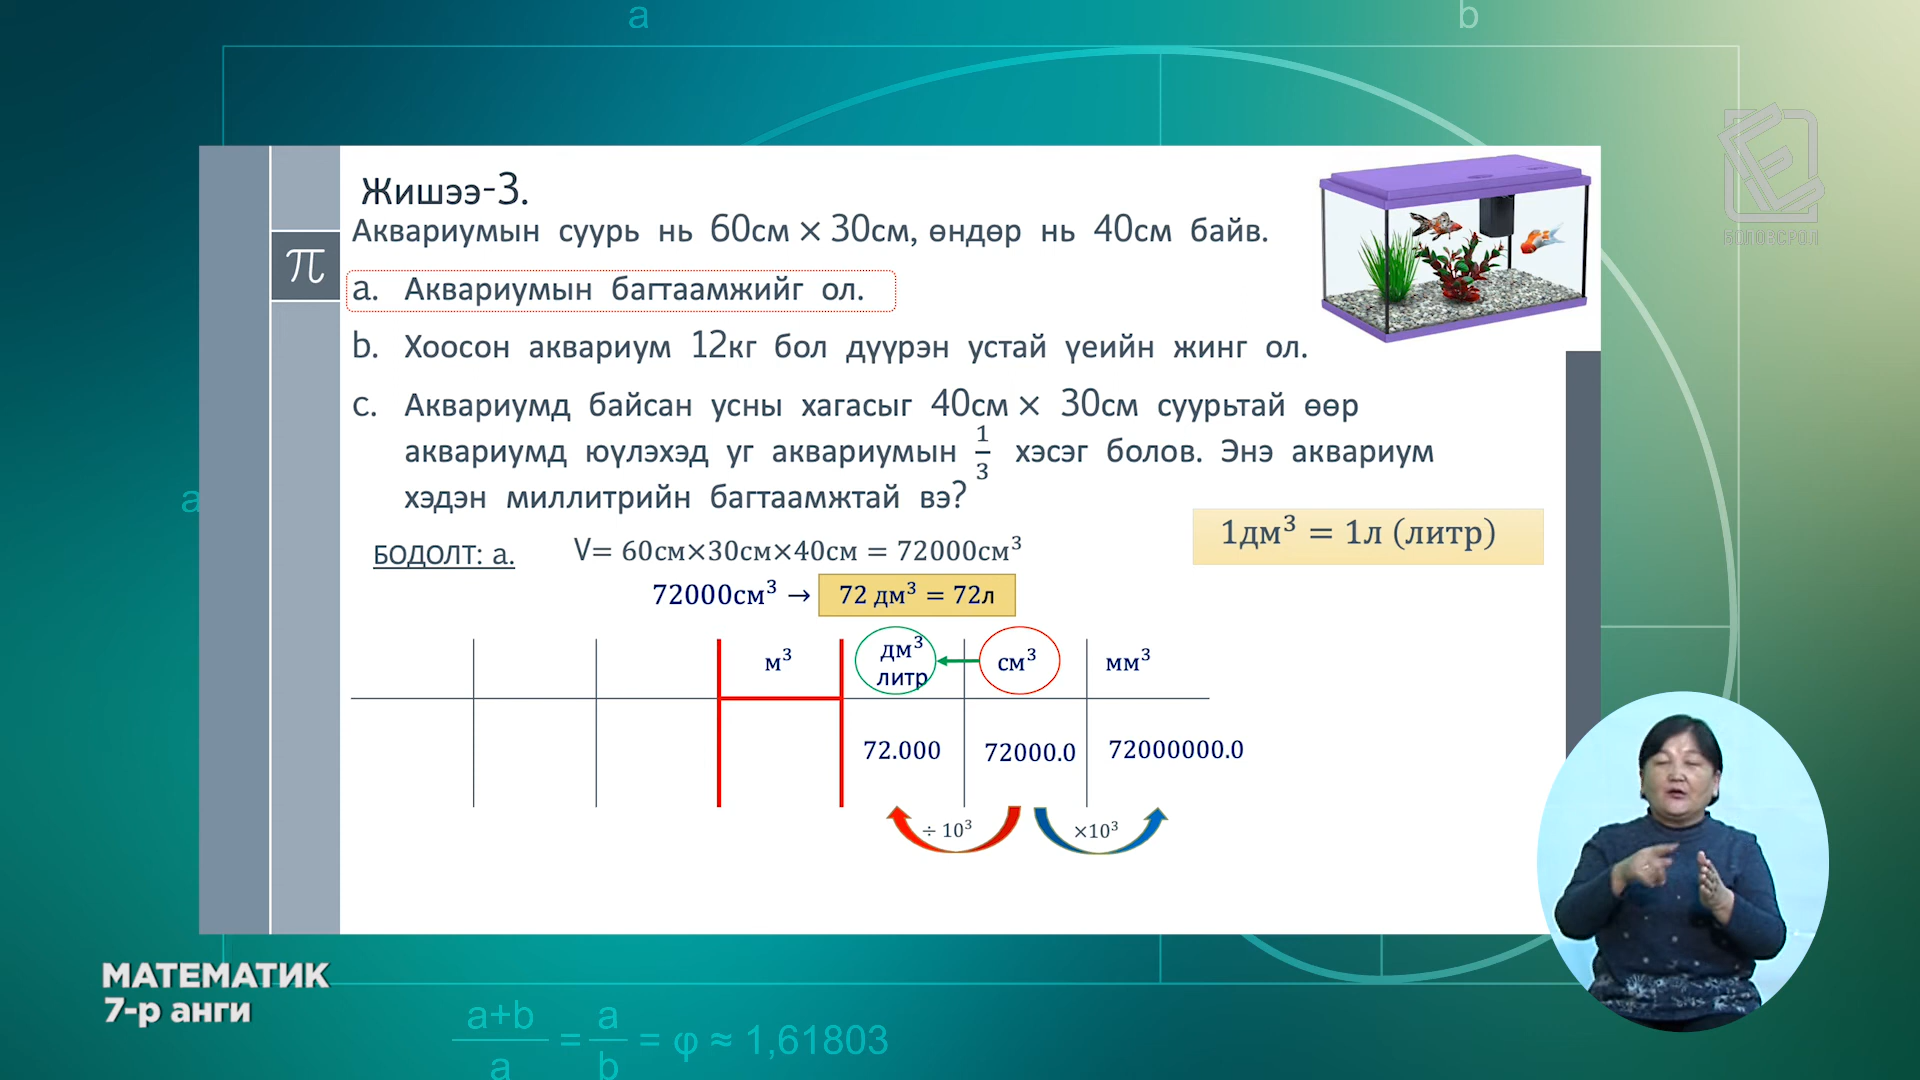 a
b
Жишээ-3.
Аквариумын суурь нь 60см × 30см, өндөр нь 40см байв.
π
a. Аквариумын багтаамжийг ол.
b. Хоосон аквариум 12кг бол дүүрэн устай үеийн жинг ол.
c. Аквариумд байсан усны хагасыг 40см × 30см суурьтай өөр
аквариумд юүлэхэд уг аквариумын 1/3 хэсэг болов. Энэ аквариум
хэдэн миллитрийн багтаамжтай вэ?
a
1дм³ = 1л (литр)
БОДОЛТ: a. V= 60см×30см×40см = 72000см³
72000см³ → 72 дм³ = 72л
м³ дм³ см³ мм³
литр
72.000 72000.0 72000000.0
÷ 10³ ×10³
МАТЕМАТИК
7-р анги
a+b/a = a/b = φ ≈ 1,61803
БОЛОВСРОЛ